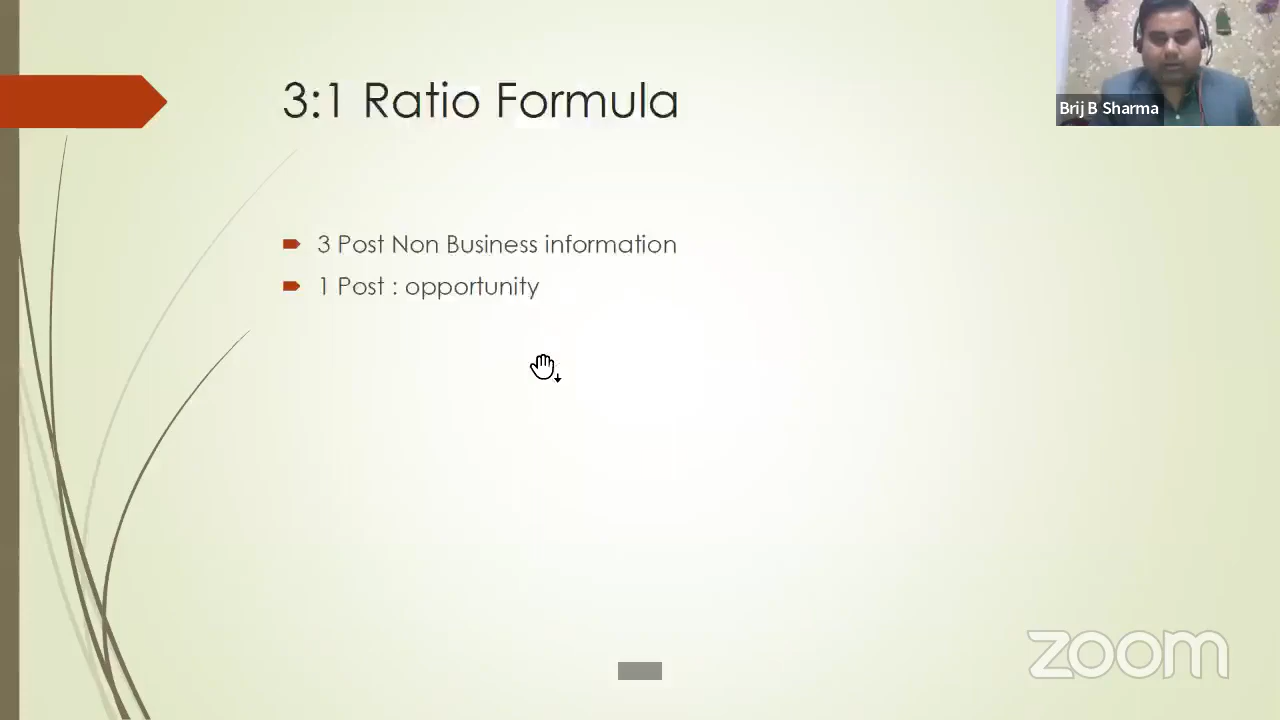 3:1 Ratio Formula
Brij B Sharma
3 Post Non Business information
1 Post : opportunity
zoom